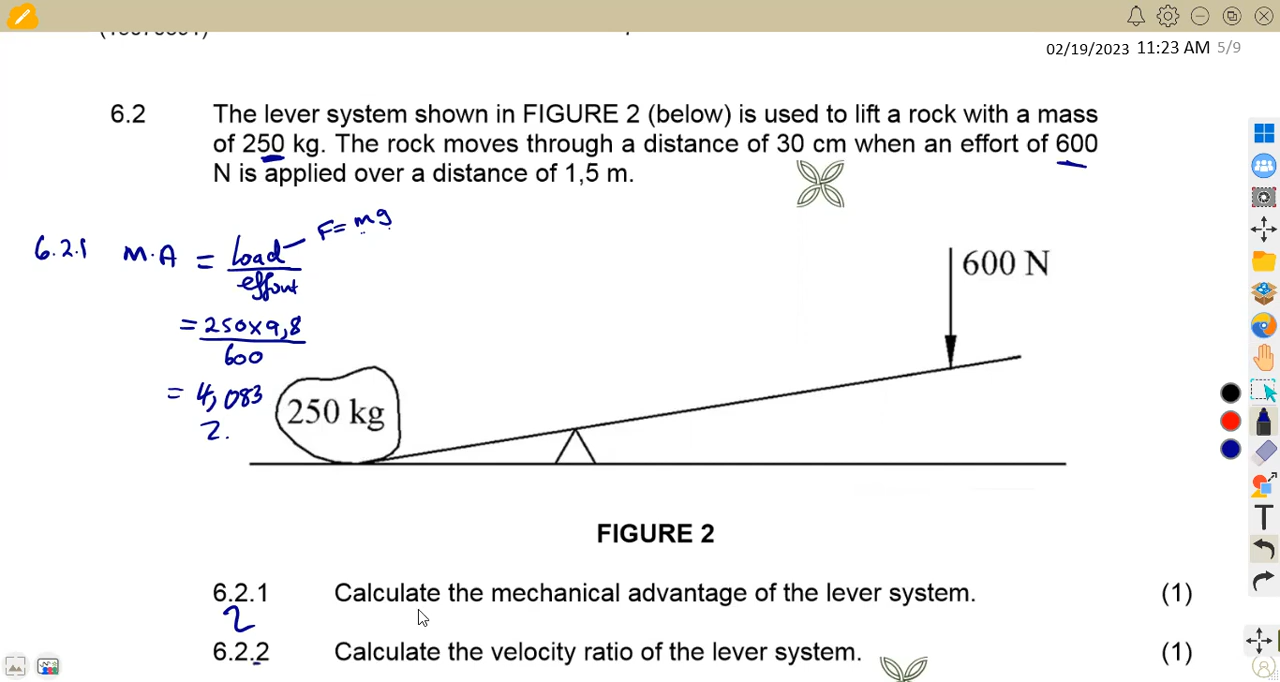 02/19/2023 11:23 AM 5/9
6.2 The lever system shown in FIGURE 2 (below) is used to lift a rock with a mass
of 250 kg. The rock moves through a distance of 30 cm when an effort of 600
N is applied over a distance of 1,5 m.
6.2.1 M.A = load F= mg
effort
= 250x9,8
600
= 4,083
2.
600 N
250 kg
FIGURE 2
6.2.1 Calculate the mechanical advantage of the lever system. (1)
2
6.2.2 Calculate the velocity ratio of the lever system. (1)
T